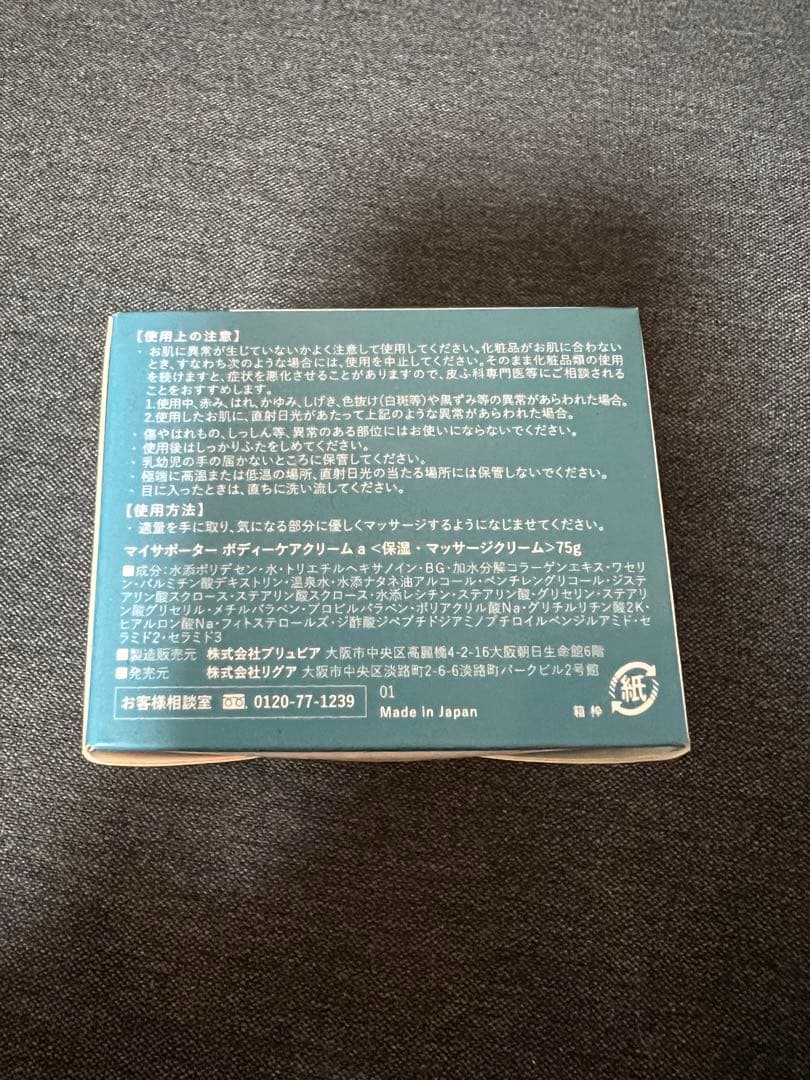 【使用上の注意】
・お肌に異常が生じていないかよく注意して使用してください。化粧品がお肌に合わない
とき、すなわち次のような場合には、使用を中止してください。そのまま化粧品類の使用
を続けますと、症状を悪化させることがありますので、皮ふ科専門医等にご相談される
ことをおすすめします。
1.使用中、赤み、はれ、かゆみ、しげき、色抜け(白斑等)や黒ずみ等の異常があらわれた場合。
2.使用したお肌に、直射日光があたって上記のような異常があらわれた場合。
・傷やはれもの、しっしん等、異常のある部位にはお使いにならないでください。
・使用後はしっかりふたをしめてください。
・乳幼児の手の届かないところに保管してください。
・極端に高温または低温の場所、直射日光の当たる場所には保管しないでください。
・目に入ったときは、直ちに洗い流してください。
【使用方法】
・適量を手に取り、気になる部分に優しくマッサージするようになじませてください。
マイサポーター ボディーケアクリーム a <保湿・マッサージクリーム>75g
■成分:水添ポリデセン・水・トリエチルヘキサノイン・BG・加水分解コラーゲンエキス・ワセリ
ン・パルミチン酸デキストリン・温泉水・水添ナタネ油アルコール・ペンチレングリコール・ジステ
アリン酸スクロース・ステアリン酸スクロース・水添レシチン・ステアリン酸・グリセリン・ステアリ
ン酸グリセリル・メチルパラベン・プロピルパラベン・ポリアクリル酸Na・グリチルリチン酸2K・
ヒアルロン酸Na・フィトステロールズ・ジ酢酸ジペプチドジアミノブチロイルベンジルアミド・セ
ラミド2・セラミド3
■製造販売元 株式会社ブリュビア 大阪市中央区高麗橋4-2-16大阪朝日生命館6階
■発売元 株式会社リグア 大阪市中央区淡路町2-6-6淡路町パークビル2号館
お客様相談室 0120-77-1239
01
Made in Japan
箱 枠
紙